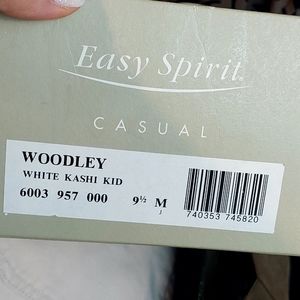 Easy Spirit®
CASUAL
WOODLEY
WHITE KASHI KID
6003 957 000 9½ M
J
740353 745820